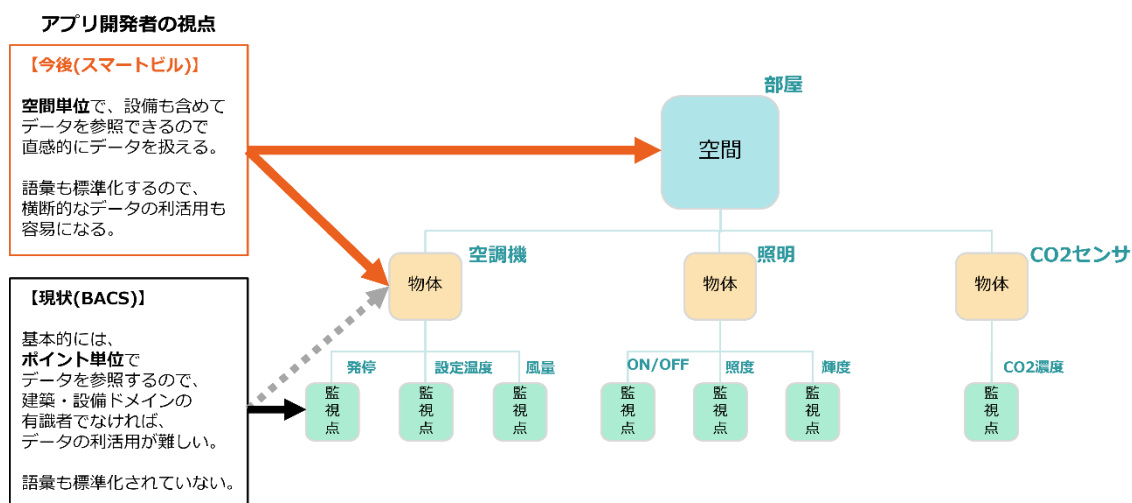 アプリ開発者の視点
【今後(スマートビル)】
空間単位で、設備も含めて
データを参照できるので
直感的にデータを扱える。
語彙も標準化するので、
横断的なデータの利活用も
容易になる。
【現状(BACS)】
基本的には、
ポイント単位で
データを参照するので、
建築・設備ドメインの
有識者でなければ、
データの利活用が難しい。
語彙も標準化されていない。
部屋
空間
空調機
物体
照明
物体
CO2センサ
物体
発停
設定温度
風量
ON/OFF
照度
輝度
CO2濃度
監
視
点
監
視
点
監
視
点
監
視
点
監
視
点
監
視
点
監
視
点